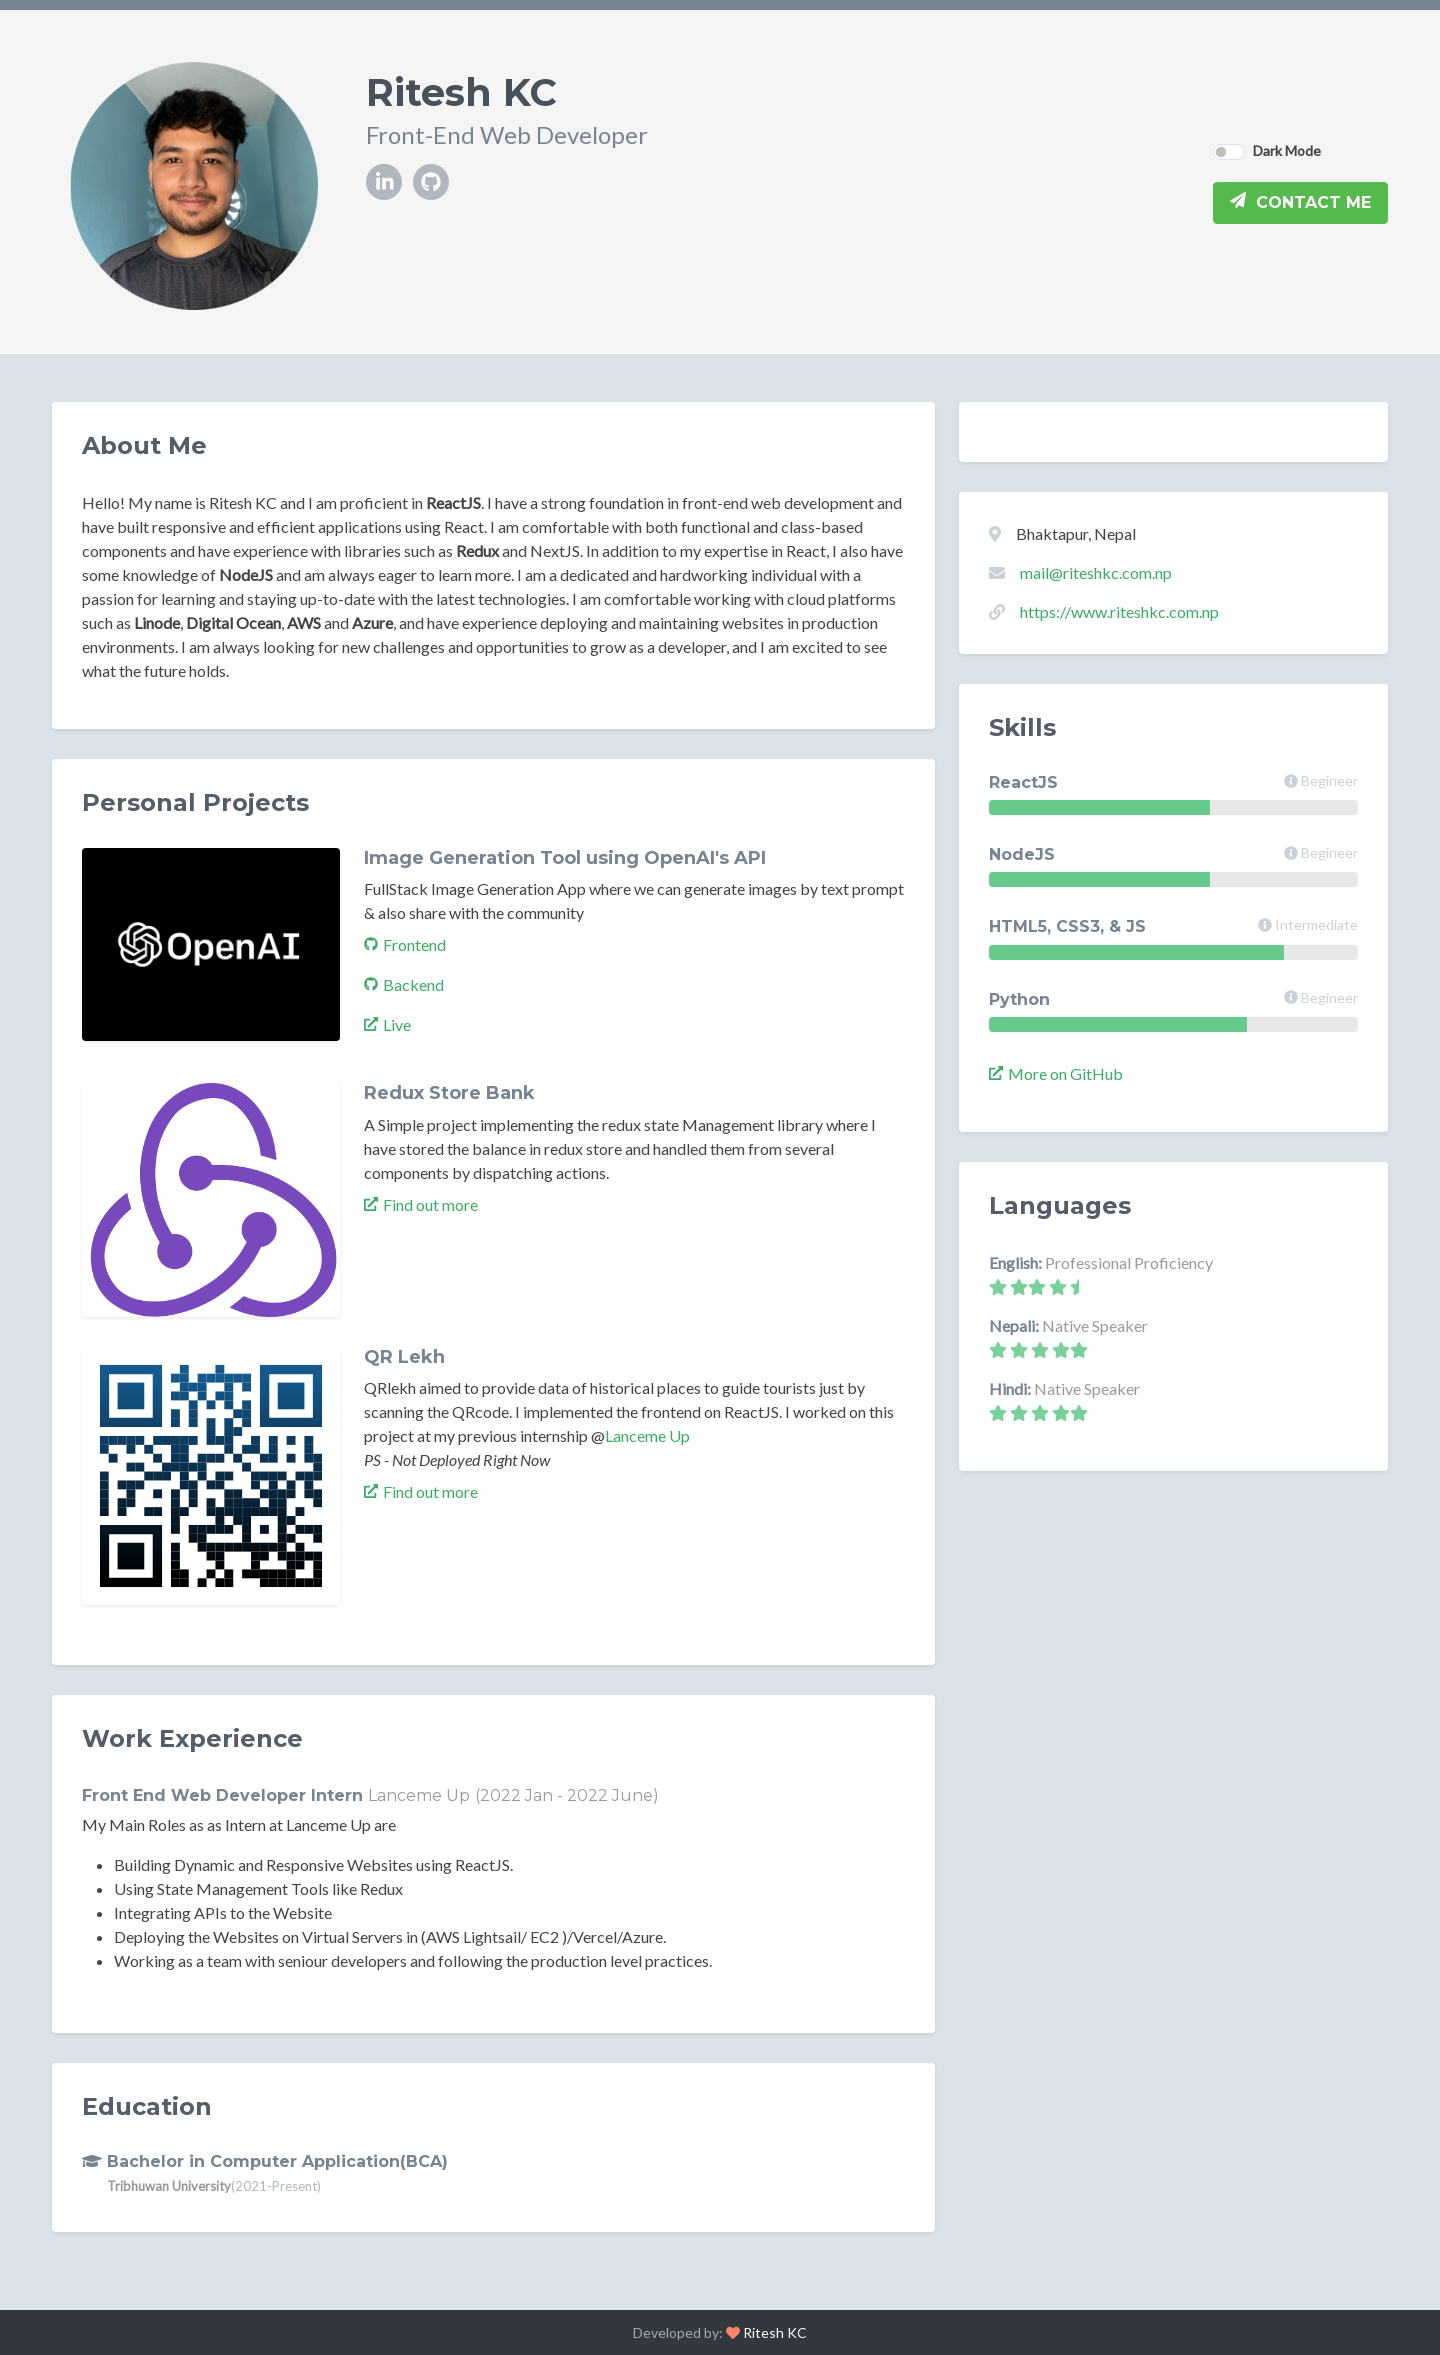 Ritesh KC
Front-End Web Developer
Dark Mode
CONTACT ME
About Me
Hello! My name is Ritesh KC and I am proficient in ReactJS. I have a strong foundation in front-end web development and
have built responsive and efficient applications using React. I am comfortable with both functional and class-based
components and have experience with libraries such as Redux and NextJS. In addition to my expertise in React, I also have
some knowledge of NodeJS and am always eager to learn more. I am a dedicated and hardworking individual with a
passion for learning and staying up-to-date with the latest technologies. I am comfortable working with cloud platforms
such as Linode, Digital Ocean, AWS and Azure, and have experience deploying and maintaining websites in production
environments. I am always looking for new challenges and opportunities to grow as a developer, and I am excited to see
what the future holds.
Personal Projects
OpenAI
Image Generation Tool using OpenAI's API
FullStack Image Generation App where we can generate images by text prompt
& also share with the community
Frontend
Backend
Live
Redux Store Bank
A Simple project implementing the redux state Management library where I
have stored the balance in redux store and handled them from several
components by dispatching actions.
Find out more
QR Lekh
QRlekh aimed to provide data of historical places to guide tourists just by
scanning the QRcode. I implemented the frontend on ReactJS. I worked on this
project at my previous internship @Lanceme Up
PS - Not Deployed Right Now
Find out more
Work Experience
Front End Web Developer Intern Lanceme Up (2022 Jan - 2022 June)
My Main Roles as as Intern at Lanceme Up are
• Building Dynamic and Responsive Websites using ReactJS.
• Using State Management Tools like Redux
• Integrating APIs to the Website
• Deploying the Websites on Virtual Servers in (AWS Lightsail/ EC2 )/Vercel/Azure.
• Working as a team with seniour developers and following the production level practices.
Education
Bachelor in Computer Application(BCA)
Tribhuwan University(2021-Present)
Bhaktapur, Nepal
mail@riteshkc.com.np
https://www.riteshkc.com.np
Skills
ReactJS Begineer
NodeJS Begineer
HTML5, CSS3, & JS Intermediate
Python Begineer
More on GitHub
Languages
English: Professional Proficiency
Nepali: Native Speaker
Hindi: Native Speaker
Developed by: Ritesh KC